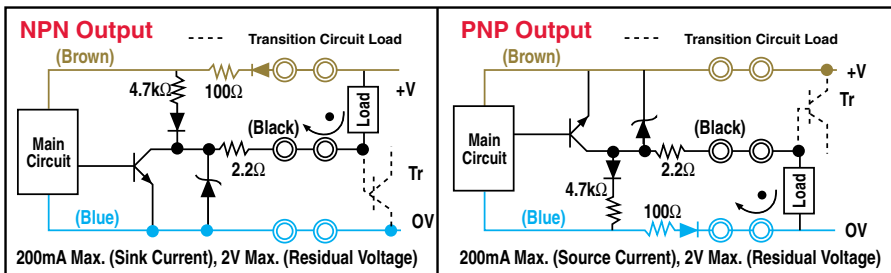 NPN Output
Transition Circuit Load
(Brown)
4.7kΩ
100Ω
+V
Load
Main
Circuit
(Black)
2.2Ω
Tr
(Blue)
OV
200mA Max. (Sink Current), 2V Max. (Residual Voltage)
PNP Output
Transition Circuit Load
(Brown)
+V
Tr
Main
Circuit
(Black)
2.2Ω
4.7kΩ
Load
100Ω
(Blue)
OV
200mA Max. (Source Current), 2V Max. (Residual Voltage)